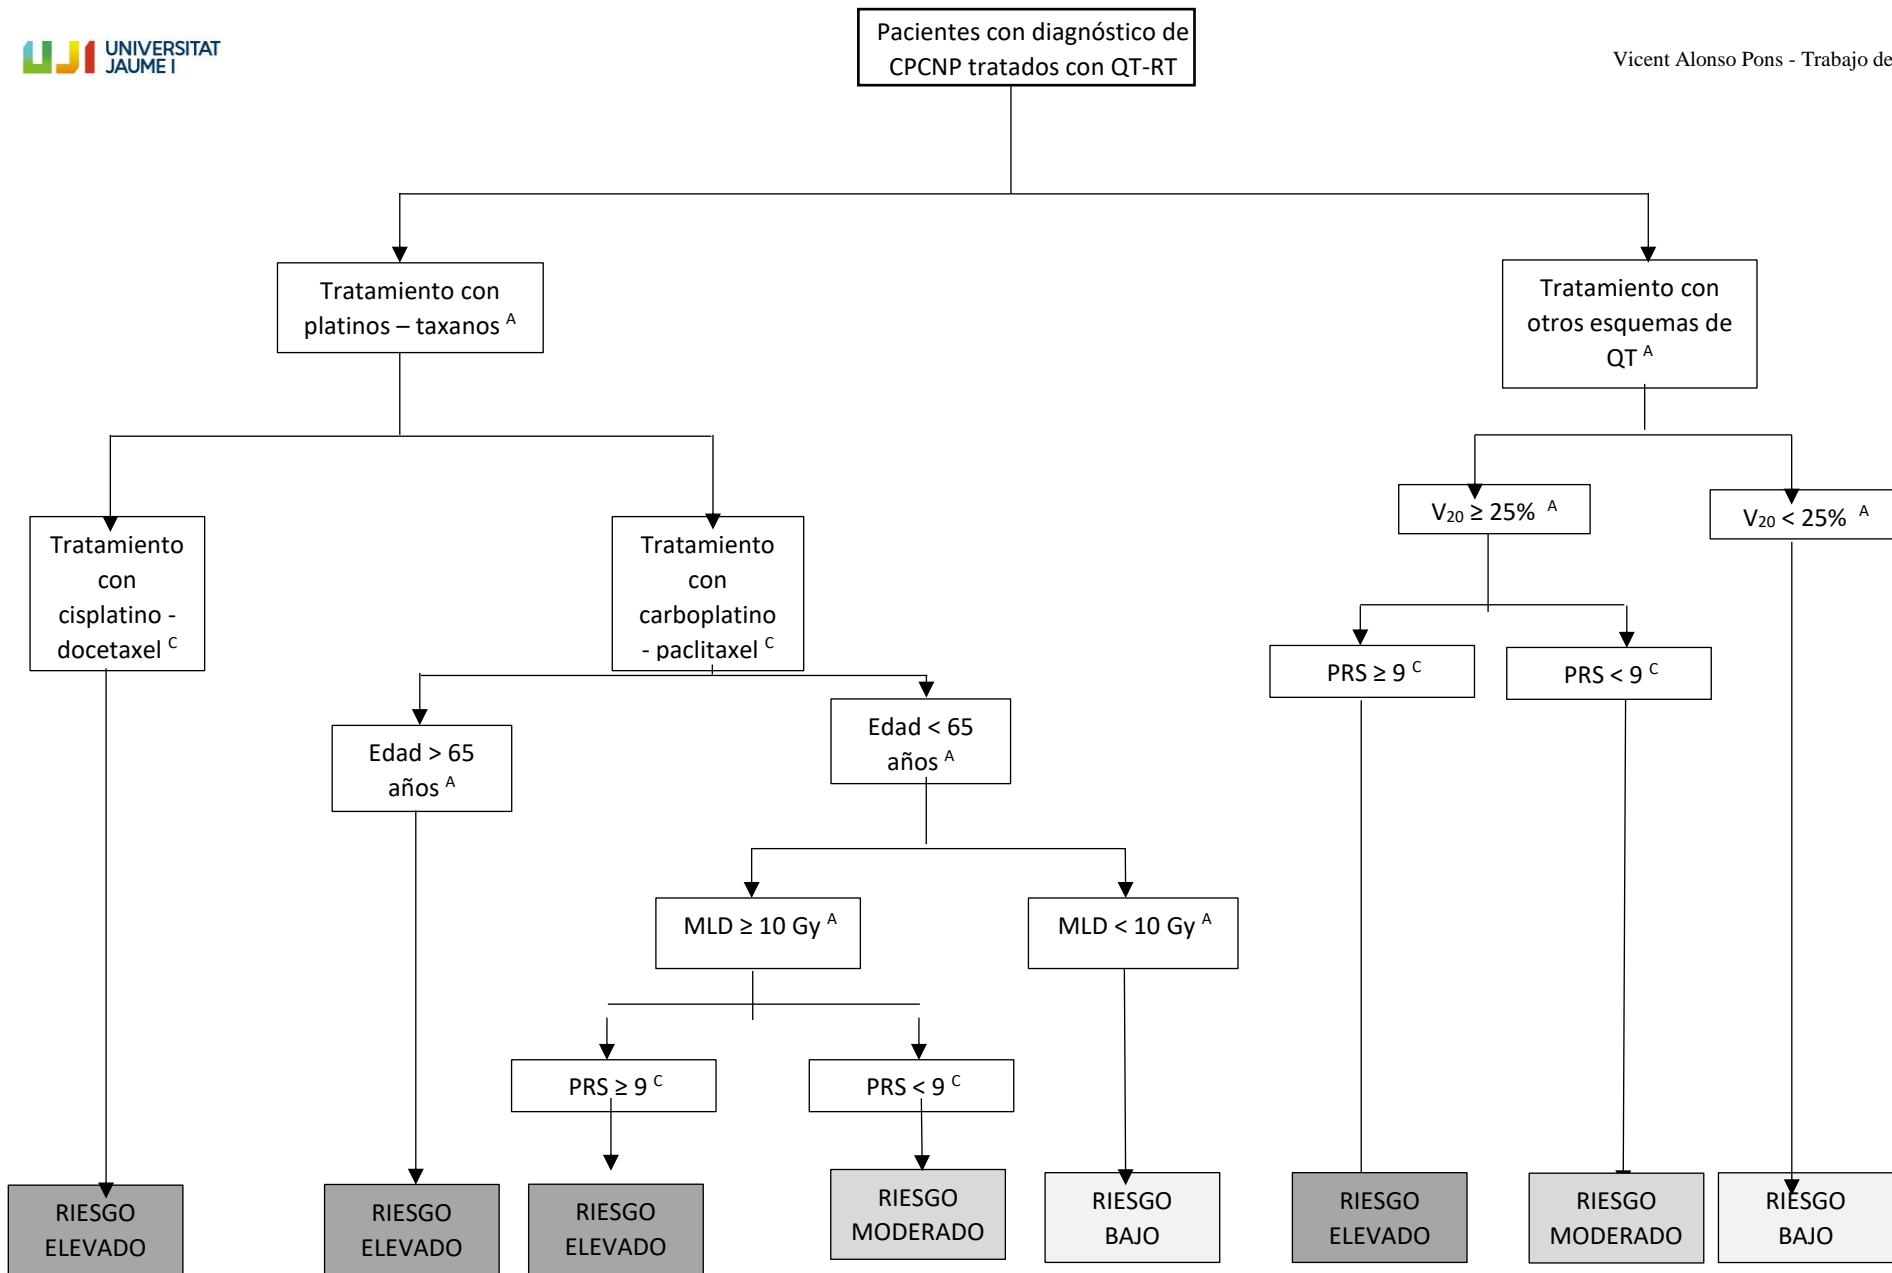 UNIVERSITAT
JAUME I
Vicent Alonso Pons - Trabajo de
Pacientes con diagnóstico de
CPCNP tratados con QT-RT
Tratamiento con
platinos – taxanos A
Tratamiento con
otros esquemas de
QT A
Tratamiento
con
cisplatino -
docetaxel C
Tratamiento
con
carboplatino
- paclitaxel C
V20 ≥ 25% A
V20 < 25% A
PRS ≥ 9 C
PRS < 9 C
Edad > 65
años A
Edad < 65
años A
MLD ≥ 10 Gy A
MLD < 10 Gy A
PRS ≥ 9 C
PRS < 9 C
RIESGO
ELEVADO
RIESGO
ELEVADO
RIESGO
ELEVADO
RIESGO
MODERADO
RIESGO
BAJO
RIESGO
ELEVADO
RIESGO
MODERADO
RIESGO
BAJO